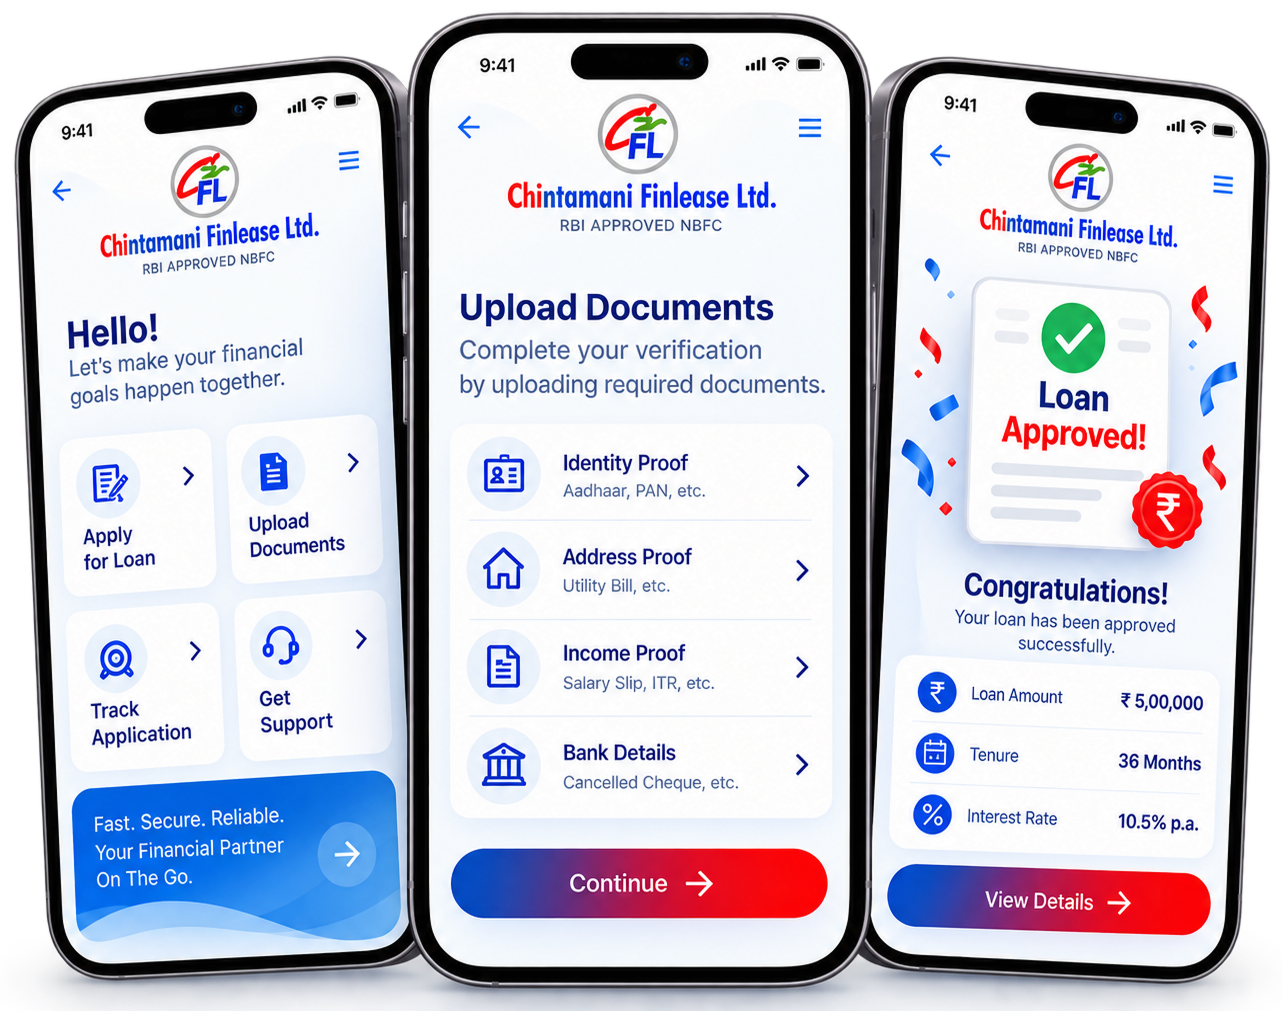 9:41
CFL
Chintamani Finlease Ltd.
RBI APPROVED NBFC
Hello!
Let's make your financial
goals happen together.
Apply
for Loan
Upload
Documents
Track
Application
Get
Support
Fast. Secure. Reliable.
Your Financial Partner
On The Go.
9:41
CFL
Chintamani Finlease Ltd.
RBI APPROVED NBFC
Upload Documents
Complete your verification
by uploading required documents.
Identity Proof
Aadhaar, PAN, etc.
Address Proof
Utility Bill, etc.
Income Proof
Salary Slip, ITR, etc.
Bank Details
Cancelled Cheque, etc.
Continue
9:41
CFL
Chintamani Finlease Ltd.
RBI APPROVED NBFC
Loan
Approved!
₹
Congratulations!
Your loan has been approved
successfully.
₹ Loan Amount ₹ 5,00,000
Tenure 36 Months
% Interest Rate 10.5% p.a.
View Details